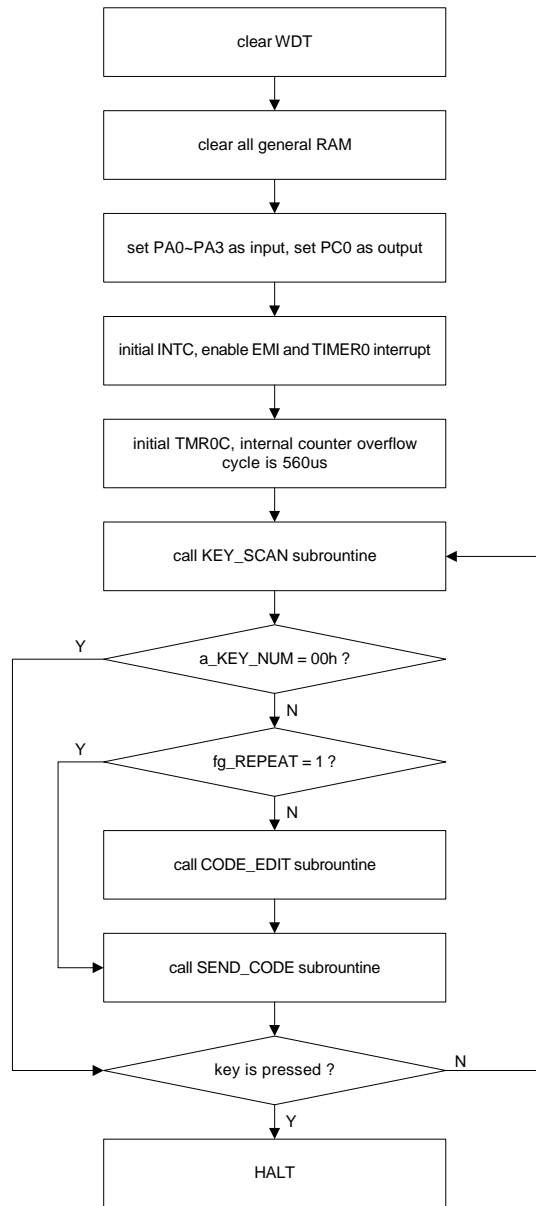 clear WDT
clear all general RAM
set PA0~PA3 as input, set PC0 as output
initial INTC, enable EMI and TIMER0 interrupt
initial TMR0C, internal counter overflow
cycle is 560us
call KEY_SCAN subrountine
Y
a_KEY_NUM = 00h ?
N
Y
fg_REPEAT = 1 ?
N
call CODE_EDIT subrountine
call SEND_CODE subrountine
key is pressed ?
N
Y
HALT